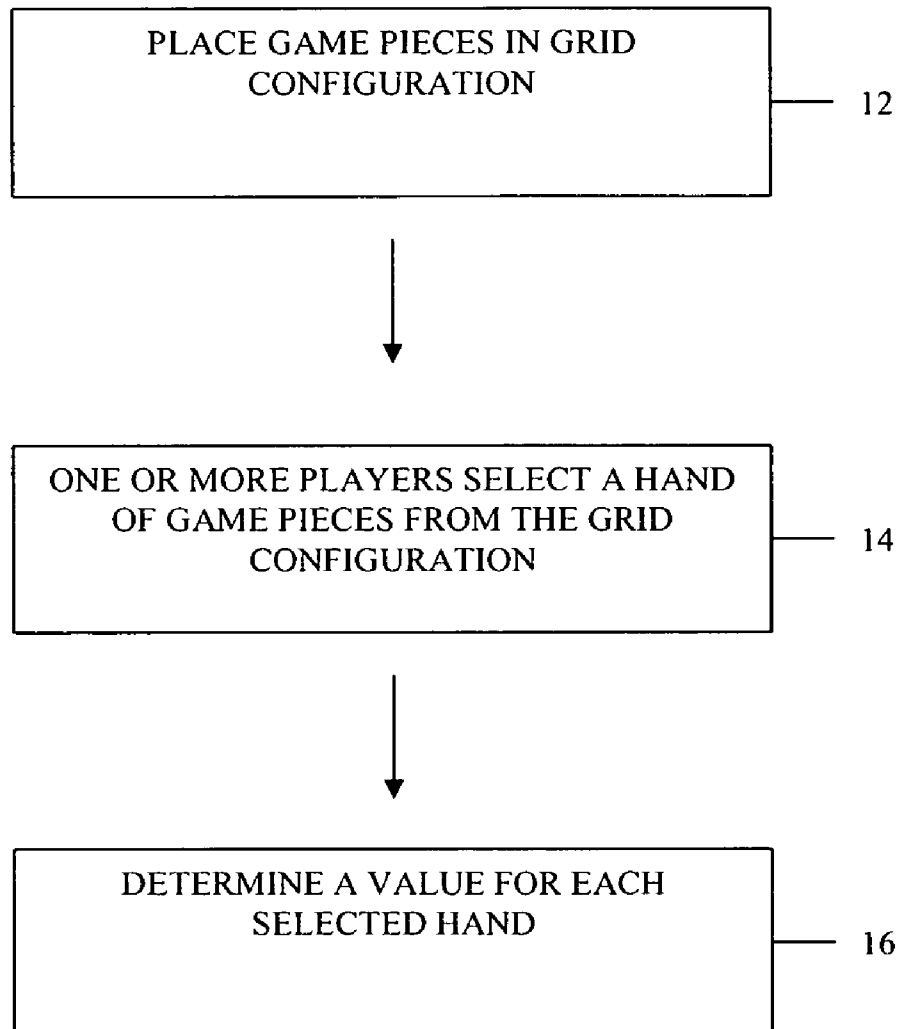 PLACE GAME PIECES IN GRID
CONFIGURATION
12
ONE OR MORE PLAYERS SELECT A HAND
OF GAME PIECES FROM THE GRID
CONFIGURATION
14
DETERMINE A VALUE FOR EACH
SELECTED HAND
16